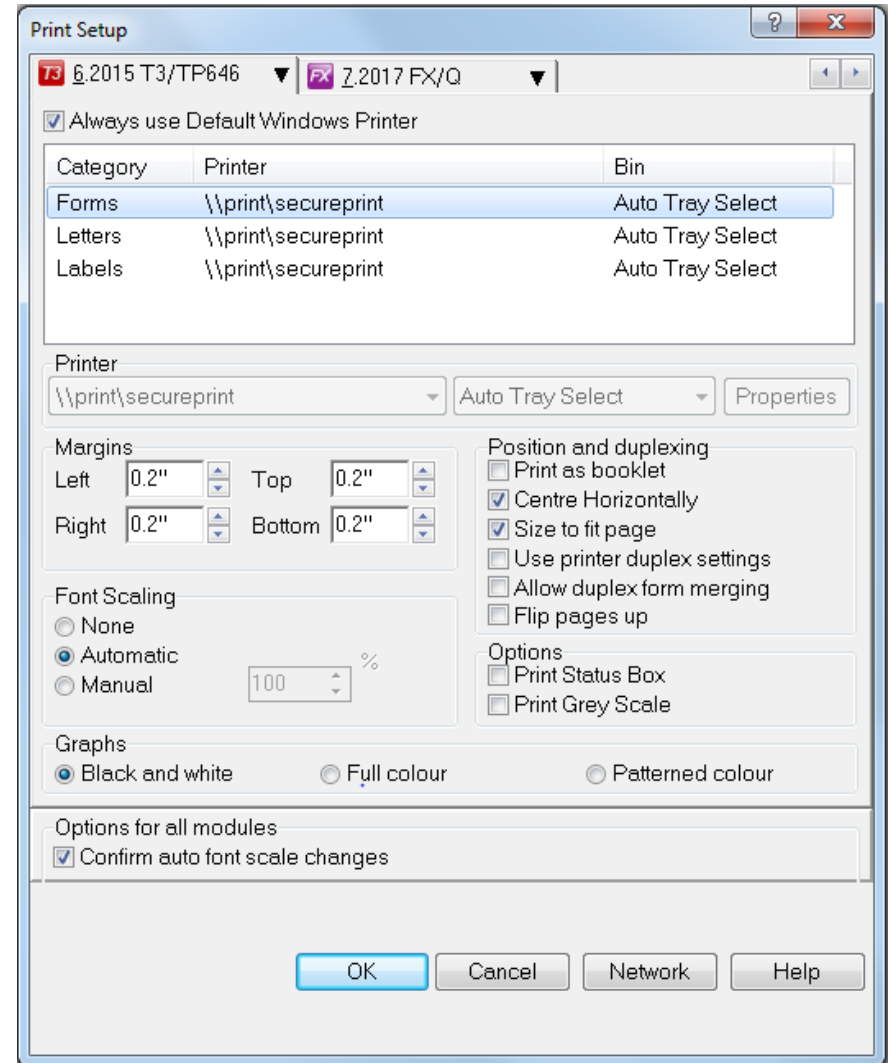 Print Setup
T3 6.2015 T3/TP646 FX 7.2017 FX/Q
Always use Default Windows Printer
Category Printer Bin
Forms \\print\secureprint Auto Tray Select
Letters \\print\secureprint Auto Tray Select
Labels \\print\secureprint Auto Tray Select
Printer
\\print\secureprint Auto Tray Select Properties
Margins
Left 0.2" Top 0.2"
Right 0.2" Bottom 0.2"
Position and duplexing
Print as booklet
Centre Horizontally
Size to fit page
Use printer duplex settings
Allow duplex form merging
Flip pages up
Font Scaling
None
Automatic
Manual 100 %
Options
Print Status Box
Print Grey Scale
Graphs
Black and white Full colour Patterned colour
Options for all modules
Confirm auto font scale changes
OK Cancel Network Help